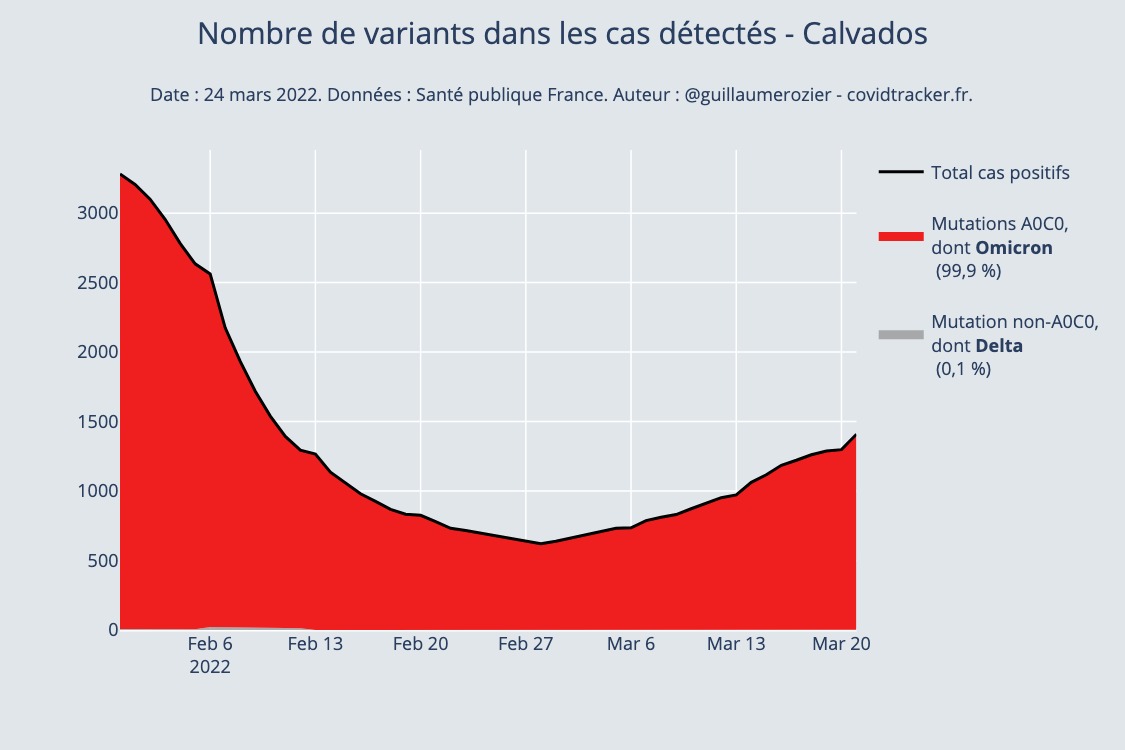 Nombre de variants dans les cas détectés - Calvados
Date : 24 mars 2022. Données : Santé publique France. Auteur : @guillaumerozier - covidtracker.fr.
3000
2500
2000
1500
1000
500
0
Feb 6
2022
Feb 13
Feb 20
Feb 27
Mar 6
Mar 13
Mar 20
Total cas positifs
Mutations A0C0,
dont Omicron
(99,9 %)
Mutation non-A0C0,
dont Delta
(0,1 %)